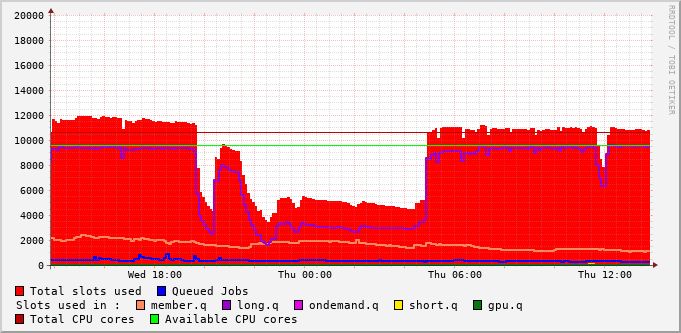 20000
18000
16000
14000
12000
10000
8000
6000
4000
2000
0
Wed 18:00 Thu 00:00 Thu 06:00 Thu 12:00
RRDTOOL / TOBI OETIKER
Total slots used Queued Jobs
Slots used in : member.q long.q ondemand.q short.q gpu.q
Total CPU cores Available CPU cores